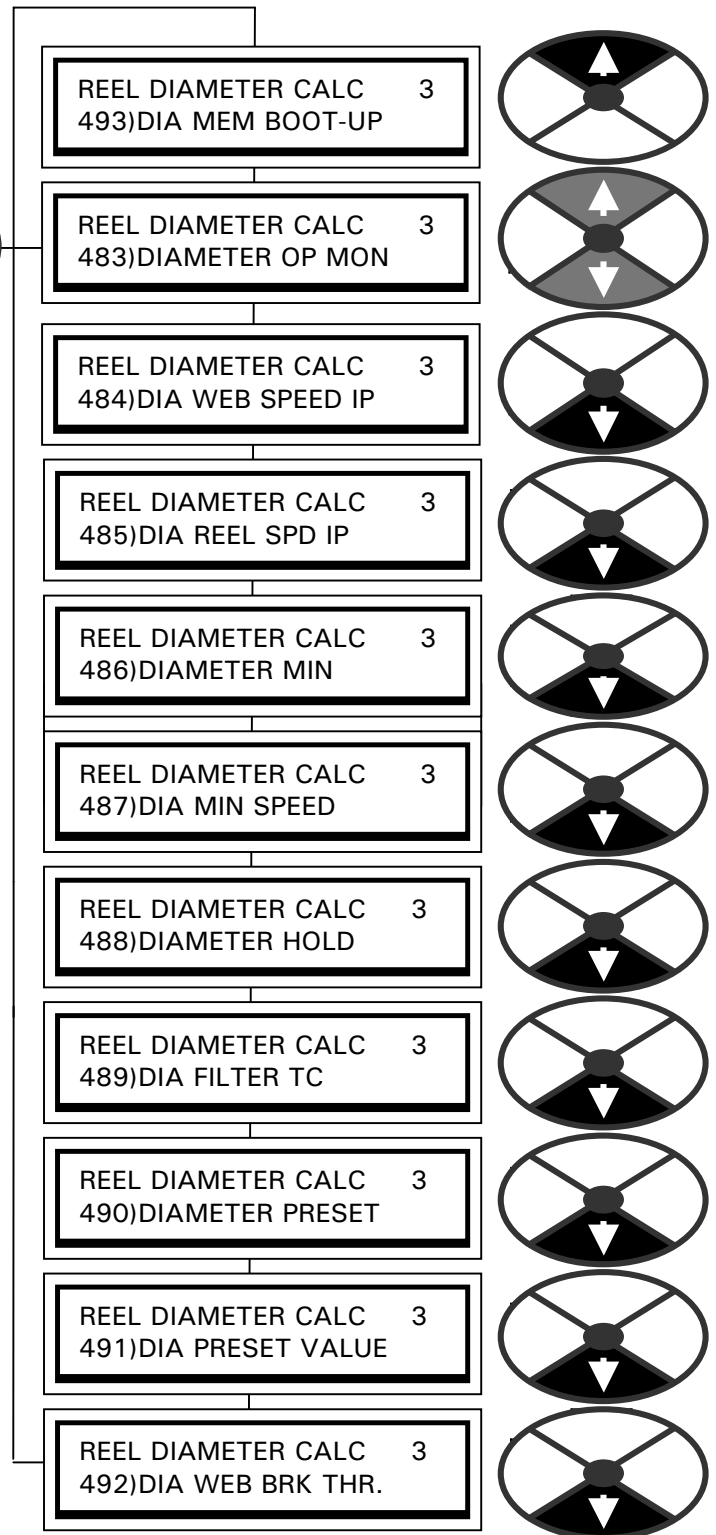 REEL DIAMETER CALC 3
493)DIA MEM BOOT-UP
REEL DIAMETER CALC 3
483)DIAMETER OP MON
REEL DIAMETER CALC 3
484)DIA WEB SPEED IP
REEL DIAMETER CALC 3
485)DIA REEL SPD IP
REEL DIAMETER CALC 3
486)DIAMETER MIN
REEL DIAMETER CALC 3
487)DIA MIN SPEED
REEL DIAMETER CALC 3
488)DIAMETER HOLD
REEL DIAMETER CALC 3
489)DIA FILTER TC
REEL DIAMETER CALC 3
490)DIAMETER PRESET
REEL DIAMETER CALC 3
491)DIA PRESET VALUE
REEL DIAMETER CALC 3
492)DIA WEB BRK THR.